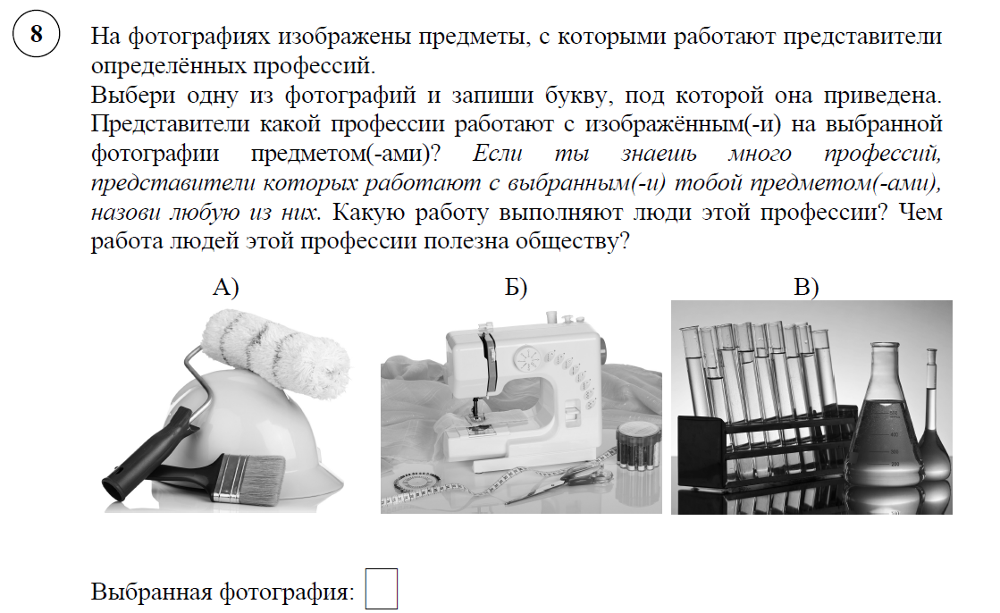 8
На фотографиях изображены предметы, с которыми работают представители
определённых профессий.
Выбери одну из фотографий и запиши букву, под которой она приведена.
Представители какой профессии работают с изображённым(-и) на выбранной
фотографии предметом(-ами)? Если ты знаешь много профессий,
представители которых работают с выбранным(-и) тобой предметом(-ами),
назови любую из них. Какую работу выполняют люди этой профессии? Чем
работа людей этой профессии полезна обществу?
А) Б) В)
Выбранная фотография: